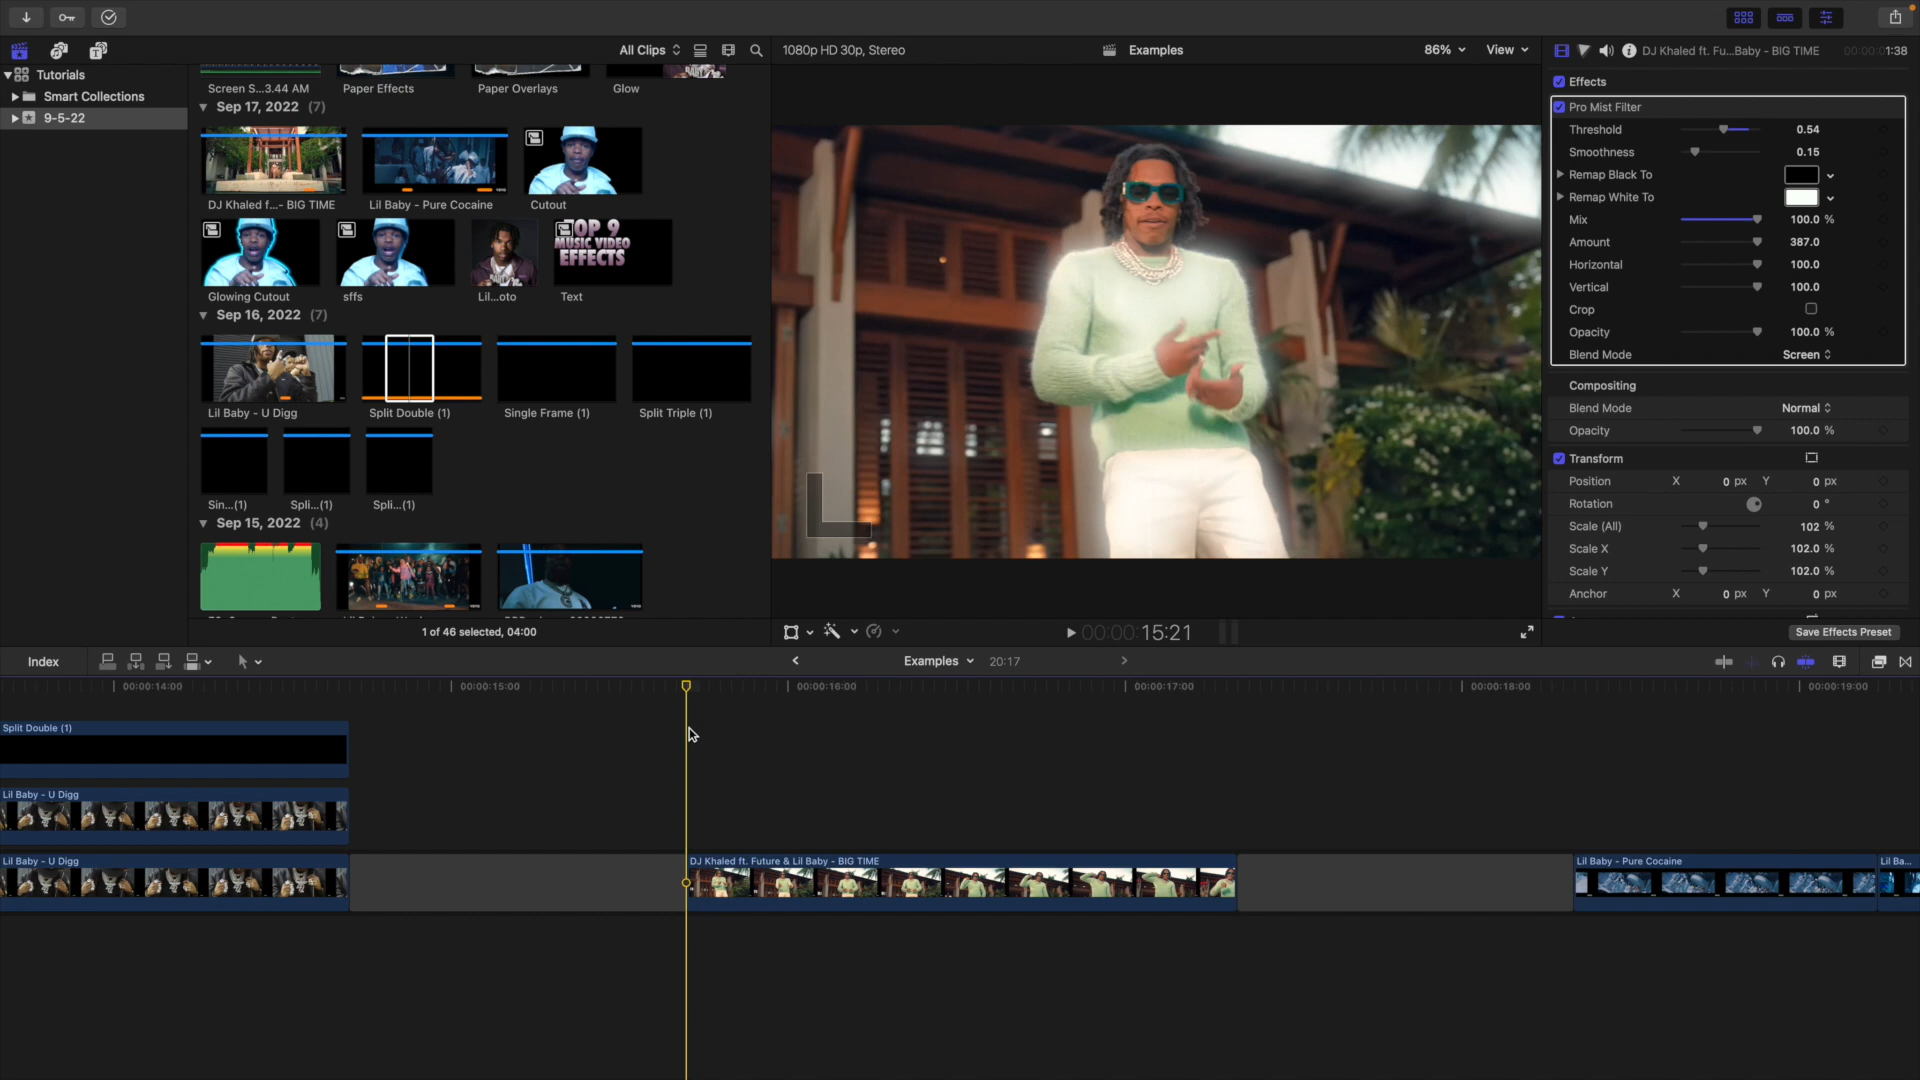 All Clips
1080p HD 30p, Stereo
Examples
86%
View
DJ Khaled ft. Fu...Baby - BIG TIME
00:00:01:38
Tutorials
Smart Collections
9-5-22
Screen S...3.44 AM
Paper Effects
Paper Overlays
Glow
Sep 17, 2022 (7)
DJ Khaled f...- BIG TIME
Lil Baby - Pure Cocaine
Cutout
TOP 9
MUSIC VIDEO
EFFECTS
Glowing Cutout
sffs
Lil...oto
Text
Sep 16, 2022 (7)
Lil Baby - U Digg
Split Double (1)
Single Frame (1)
Split Triple (1)
Sin...(1)
Spli...(1)
Spli...(1)
Sep 15, 2022 (4)
1 of 46 selected, 04:00
00:00:15:21
Effects
Pro Mist Filter
Threshold 0.54
Smoothness 0.15
Remap Black To
Remap White To
Mix 100.0 %
Amount 387.0
Horizontal 100.0
Vertical 100.0
Crop
Opacity 100.0 %
Blend Mode Screen
Compositing
Blend Mode Normal
Opacity 100.0 %
Transform
Position X 0 px Y 0 px
Rotation 0 °
Scale (All) 102 %
Scale X 102.0 %
Scale Y 102.0 %
Anchor X 0 px Y 0 px
Save Effects Preset
Index
Examples
20:17
00:00:14:00
00:00:15:00
00:00:16:00
00:00:17:00
00:00:18:00
00:00:19:00
Split Double (1)
Lil Baby - U Digg
Lil Baby - U Digg
DJ Khaled ft. Future & Lil Baby - BIG TIME
Lil Baby - Pure Cocaine
Lil Ba...